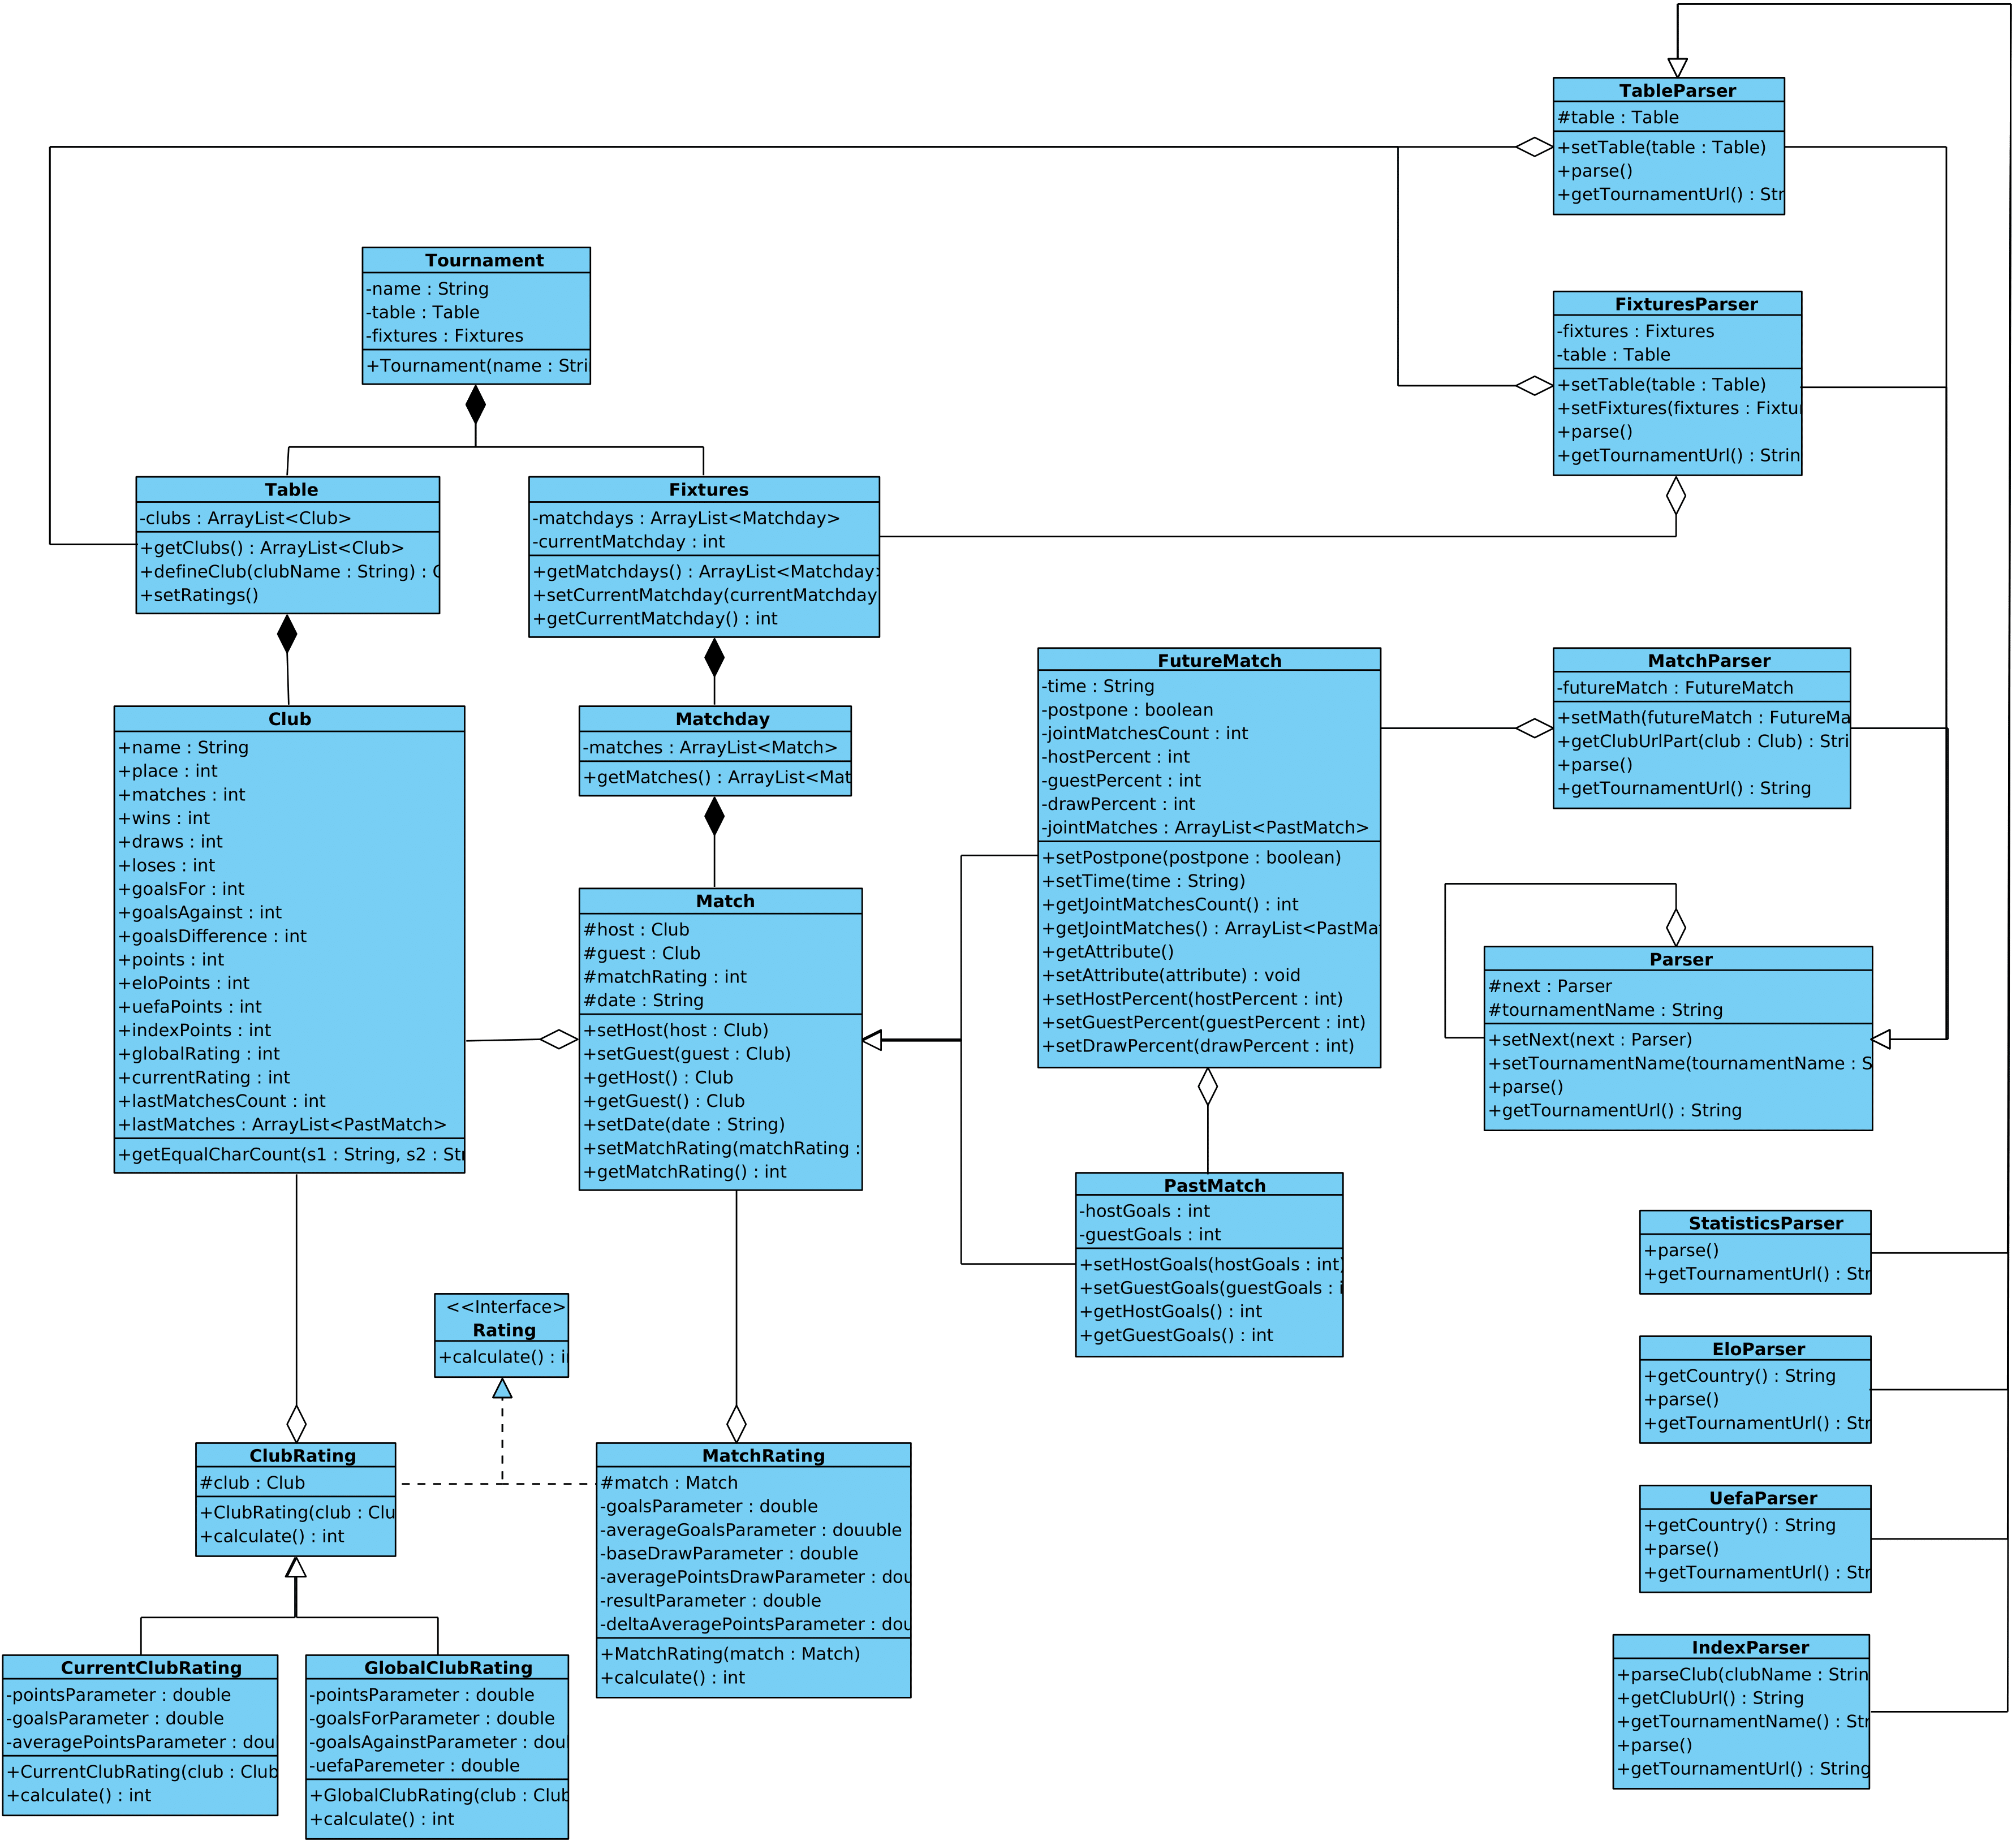 TableParser
#table : Table
+setTable(table : Table)
+parse()
+getTournamentUrl() : Str
Tournament
-name : String
-table : Table
-fixtures : Fixtures
+Tournament(name : Stri
FixturesParser
-fixtures : Fixtures
-table : Table
+setTable(table : Table)
+setFixtures(fixtures : Fixtu
+parse()
+getTournamentUrl() : Strin
Table
-clubs : ArrayList<Club>
+getClubs() : ArrayList<Club>
+defineClub(clubName : String) : C
+setRatings()
Fixtures
-matchdays : ArrayList<Matchday>
-currentMatchday : int
+getMatchdays() : ArrayList<Matchday>
+setCurrentMatchday(currentMatchday
+getCurrentMatchday() : int
Club
+name : String
+place : int
+matches : int
+wins : int
+draws : int
+loses : int
+goalsFor : int
+goalsAgainst : int
+goalsDifference : int
+points : int
+eloPoints : int
+uefaPoints : int
+indexPoints : int
+globalRating : int
+currentRating : int
+lastMatchesCount : int
+lastMatches : ArrayList<PastMatch>
+getEqualCharCount(s1 : String, s2 : Str
Matchday
-matches : ArrayList<Match>
+getMatches() : ArrayList<Mat
Match
#host : Club
#guest : Club
#matchRating : int
#date : String
+setHost(host : Club)
+setGuest(guest : Club)
+getHost() : Club
+getGuest() : Club
+setDate(date : String)
+setMatchRating(matchRating :
+getMatchRating() : int
FutureMatch
-time : String
-postpone : boolean
-jointMatchesCount : int
-hostPercent : int
-guestPercent : int
-drawPercent : int
-jointMatches : ArrayList<PastMatch>
+setPostpone(postpone : boolean)
+setTime(time : String)
+getJointMatchesCount() : int
+getJointMatches() : ArrayList<PastMat
+getAttribute()
+setAttribute(attribute) : void
+setHostPercent(hostPercent : int)
+setGuestPercent(guestPercent : int)
+setDrawPercent(drawPercent : int)
MatchParser
-futureMatch : FutureMatch
+setMath(futureMatch : FutureMa
+getClubUrlPart(club : Club) : Stri
+parse()
+getTournamentUrl() : String
Parser
#next : Parser
#tournamentName : String
+setNext(next : Parser)
+setTournamentName(tournamentName : S
+parse()
+getTournamentUrl() : String
PastMatch
-hostGoals : int
-guestGoals : int
+setHostGoals(hostGoals : int)
+setGuestGoals(guestGoals : i
+getHostGoals() : int
+getGuestGoals() : int
StatisticsParser
+parse()
+getTournamentUrl() : Str
<<Interface>
Rating
+calculate() : i
EloParser
+getCountry() : String
+parse()
+getTournamentUrl() : Str
ClubRating
#club : Club
+ClubRating(club : Clu
+calculate() : int
MatchRating
#match : Match
-goalsParameter : double
-averageGoalsParameter : douuble
-baseDrawParameter : double
-averagePointsDrawParameter : dou
-resultParameter : double
-deltaAveragePointsParameter : dou
+MatchRating(match : Match)
+calculate() : int
UefaParser
+getCountry() : String
+parse()
+getTournamentUrl() : Str
CurrentClubRating
-pointsParameter : double
-goalsParameter : double
-averagePointsParameter : dou
+CurrentClubRating(club : Club
+calculate() : int
GlobalClubRating
-pointsParameter : double
-goalsForParameter : double
-goalsAgainstParameter : dou
-uefaParemeter : double
+GlobalClubRating(club : Club
+calculate() : int
IndexParser
+parseClub(clubName : Strin
+getClubUrl() : String
+getTournamentName() : Str
+parse()
+getTournamentUrl() : String